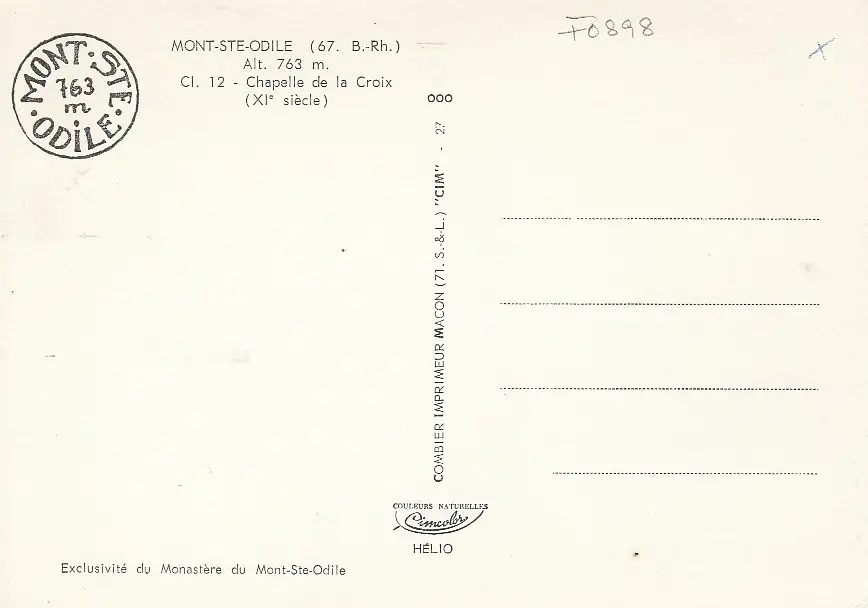 F0898
MONT-STE-ODILE (67. B.-Rh.)
Alt. 763 m.
Cl. 12 - Chapelle de la Croix
(XIe siècle)
MONT·STE·
763
m
ODILE·
COMBIER IMPRIMEUR MACON (71. S.-&-L.) "CIM" - 27
COULEURS NATURELLES
Cimcolor
HÉLIO
Exclusivité du Monastère du Mont-Ste-Odile